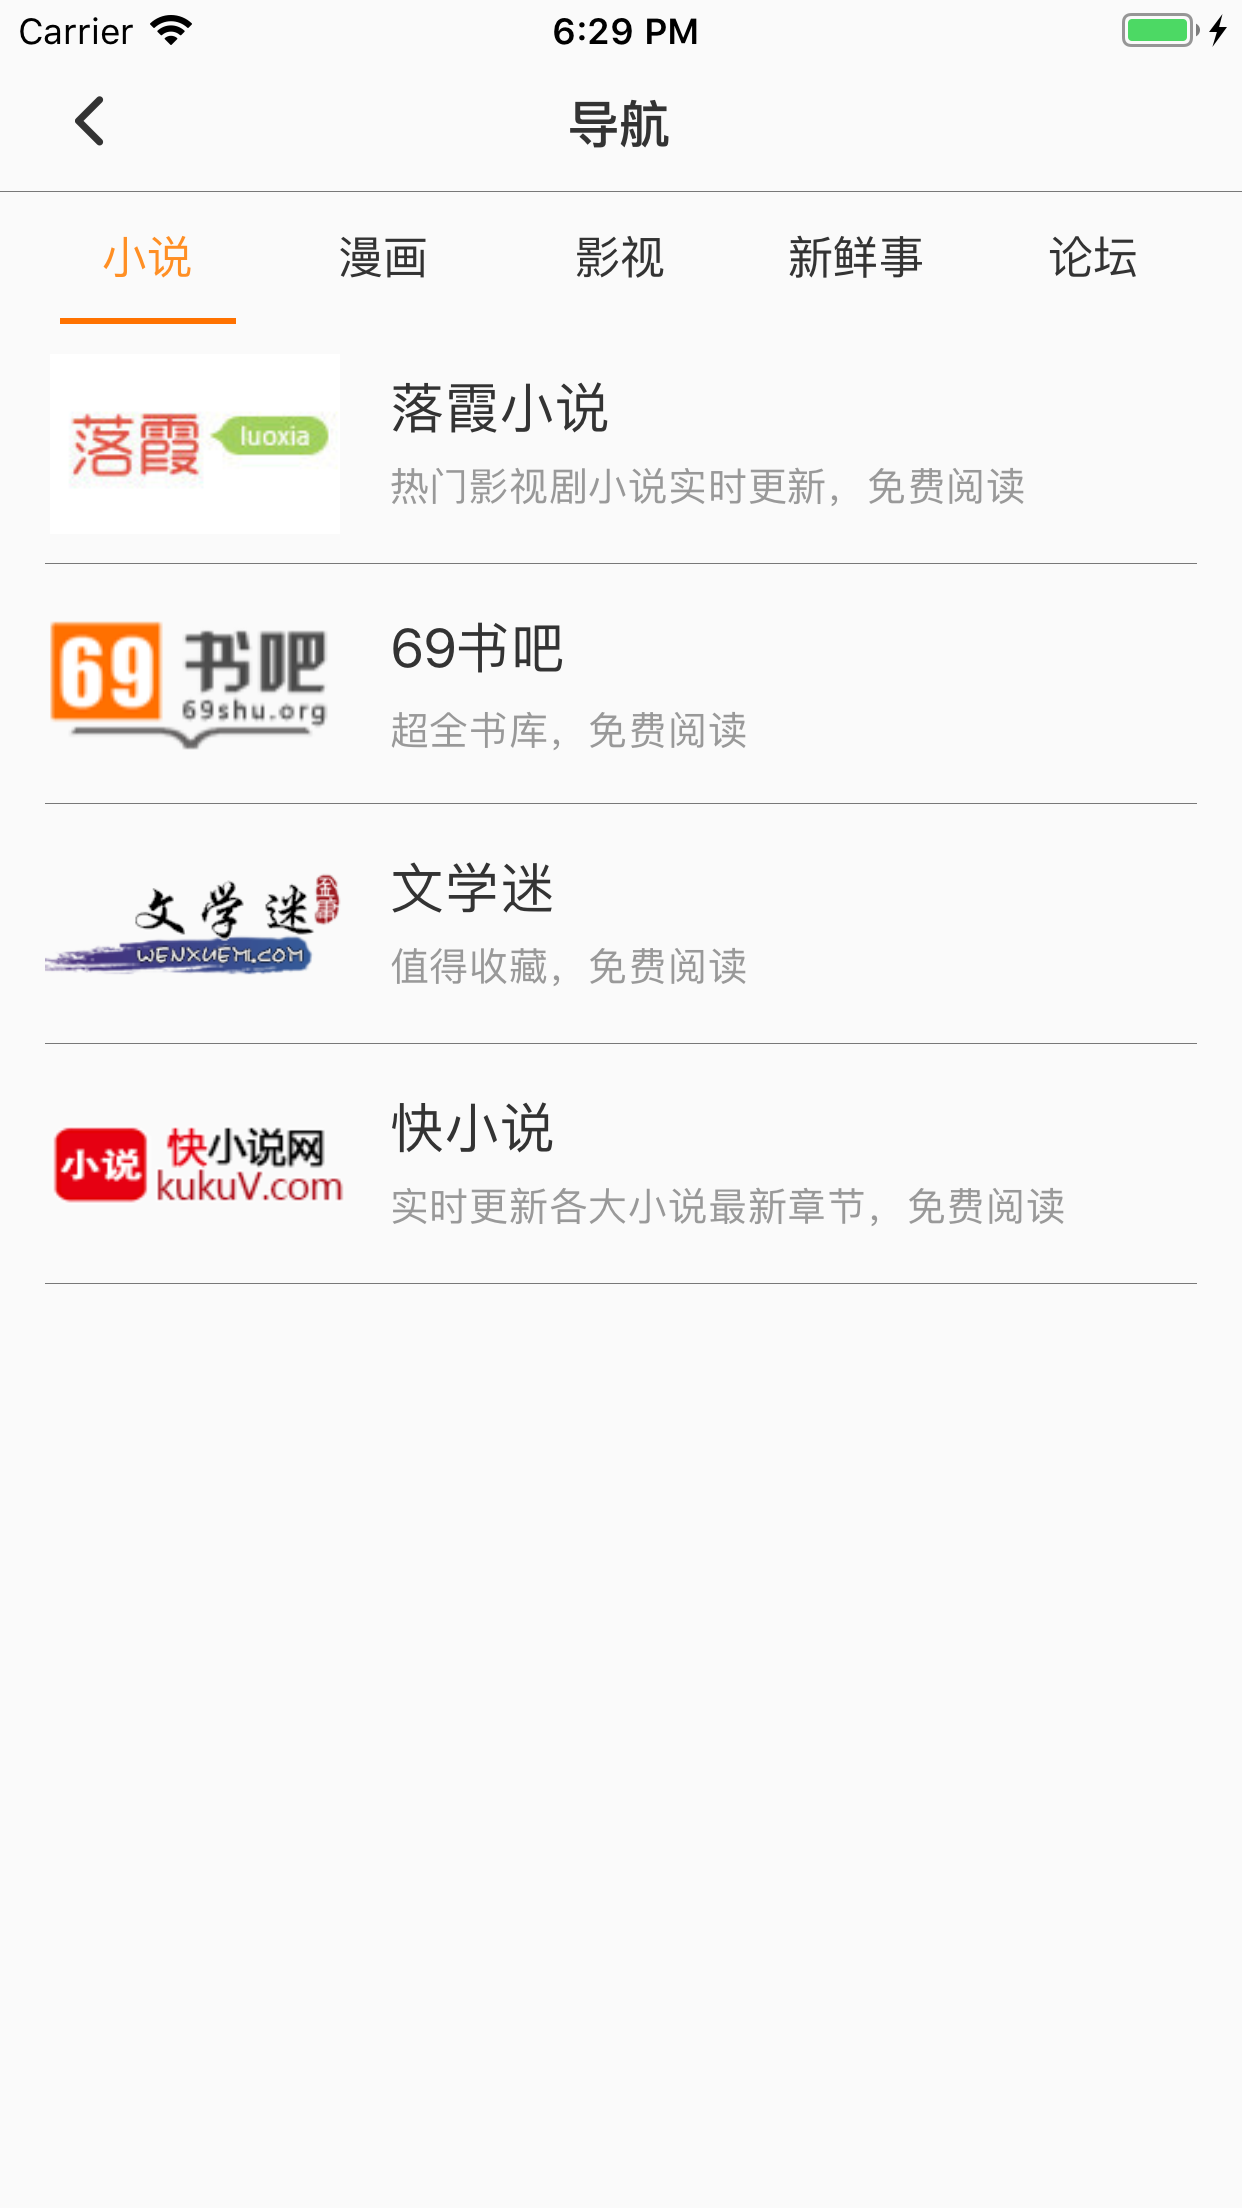 Carrier 6:29 PM
导航
小说 漫画 影视 新鲜事 论坛
落霞 luoxia
落霞小说
热门影视剧小说实时更新，免费阅读
69 书吧
69shu.org
69书吧
超全书库，免费阅读
文学迷
WENXUEMI.COM
文学迷
值得收藏，免费阅读
小说 快小说网
kukuV.com
快小说
实时更新各大小说最新章节，免费阅读